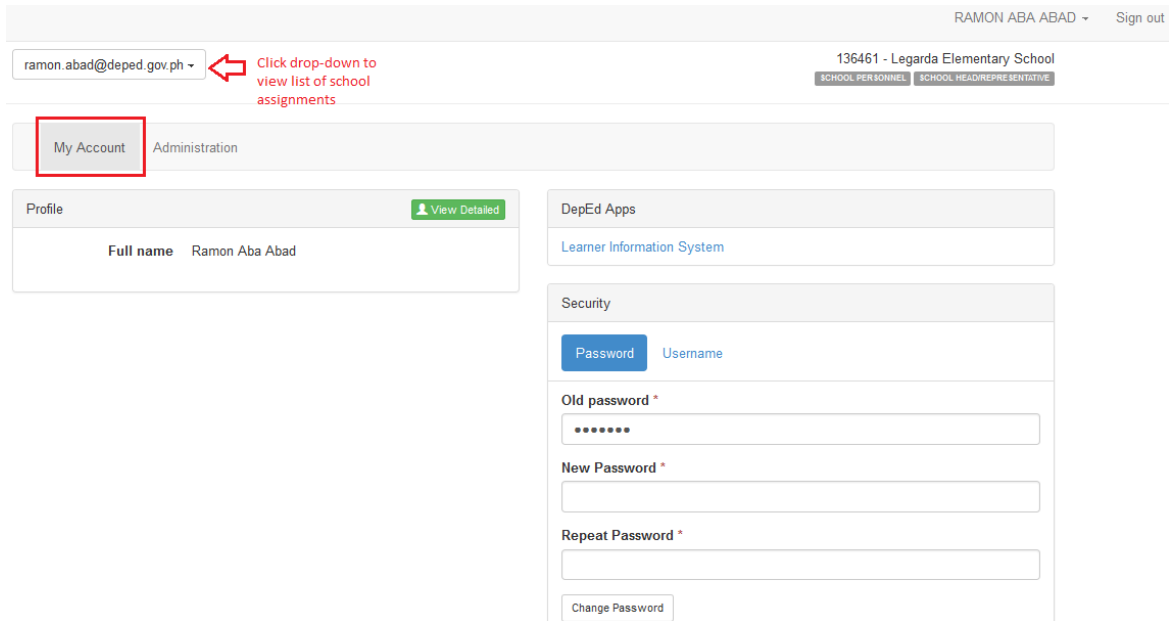 RAMON ABA ABAD Sign out
ramon.abad@deped.gov.ph
Click drop-down to
view list of school
assignments
136461 - Legarda Elementary School
SCHOOL PERSONNEL SCHOOL HEAD/REPRESENTATIVE
My Account Administration
Profile View Detailed
Full name Ramon Aba Abad
DepEd Apps
Learner Information System
Security
Password Username
Old password *
•••••••
New Password *
Repeat Password *
Change Password